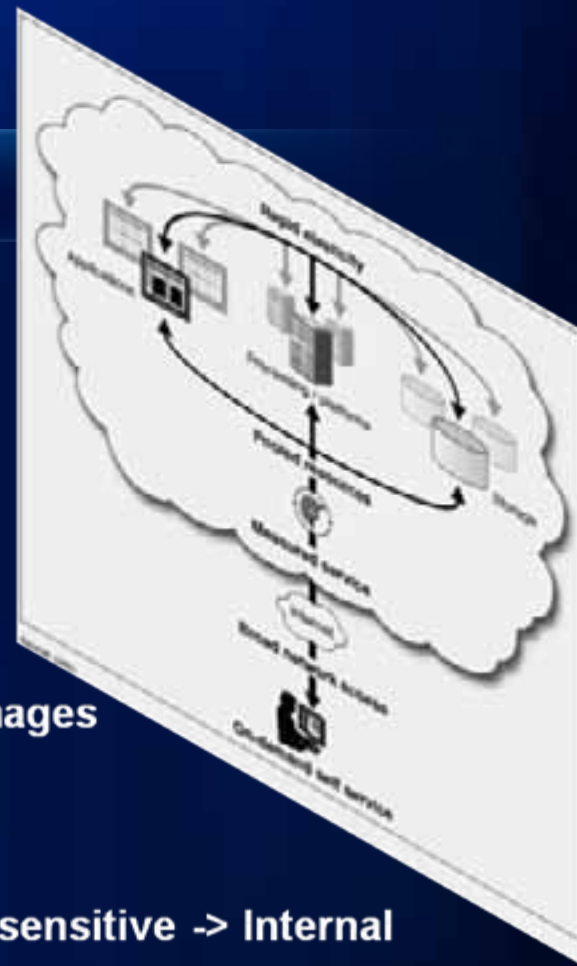 Rapid elasticity
Applications
Processing platforms
Storage
Pooled resources
Measured service
Internet
Broad network access
On-demand self service
nages
sensitive -> Internal